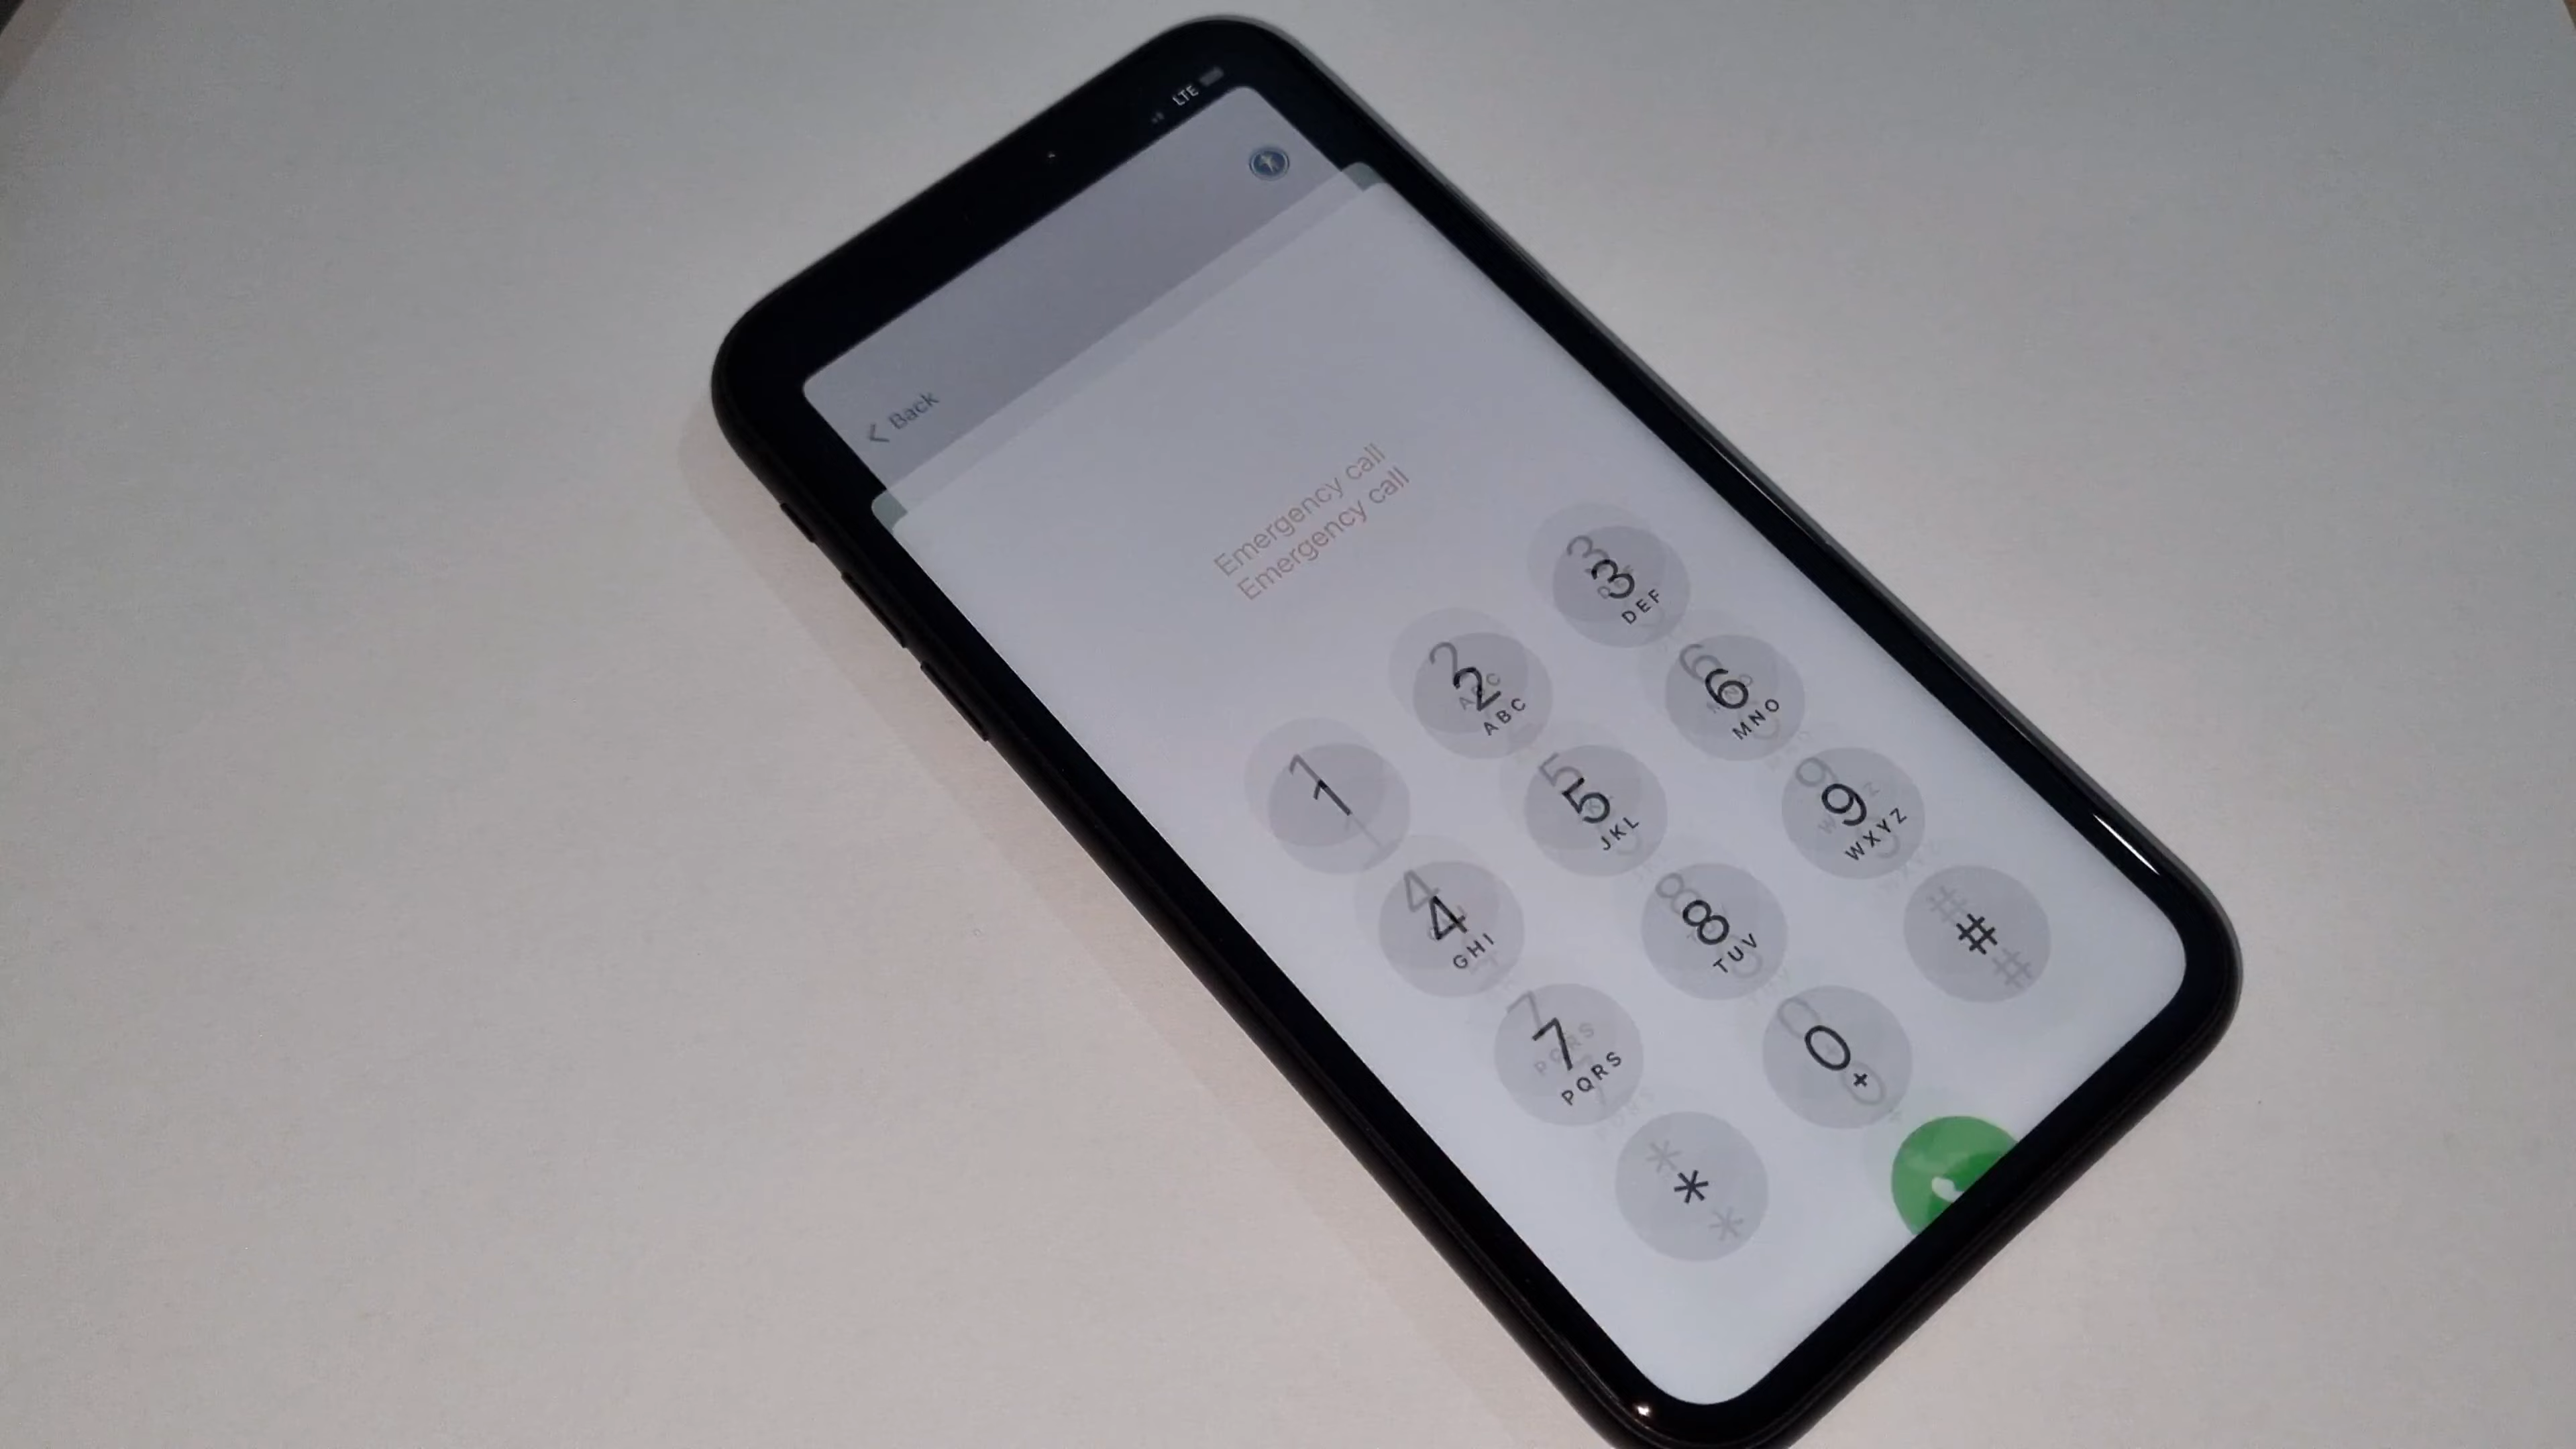 LTE
< Back
Emergency call
Emergency call
1
2
ABC
3
DEF
4
GHI
5
JKL
6
MNO
7
PQRS
8
TUV
9
WXYZ
*
0
+
#